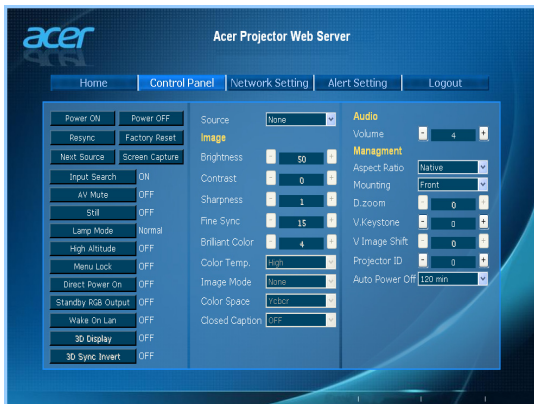 acer
Acer Projector Web Server
Home Control Panel Network Setting Alert Setting Logout
Power ON Power OFF
Resync Factory Reset
Next Source Screen Capture
Input Search ON
AV Mute OFF
Still OFF
Lamp Mode Normal
High Altitude OFF
Menu Lock OFF
Direct Power On OFF
Standby RGB Output OFF
Wake On Lan OFF
3D Display OFF
3D Sync Invert OFF
Source None
Image
Brightness - 50 +
Contrast - 0 +
Sharpness - 1 +
Fine Sync - 15 +
Brilliant Color - 4 +
Color Temp. High
Image Mode None
Color Space Ycbcr
Closed Caption OFF
Audio
Volume - 4 +
Managment
Aspect Ratio Native
Mounting Front
D.zoom - 0 +
V.Keystone - 0 +
V Image Shift - 0 +
Projector ID - 0 +
Auto Power Off 120 min